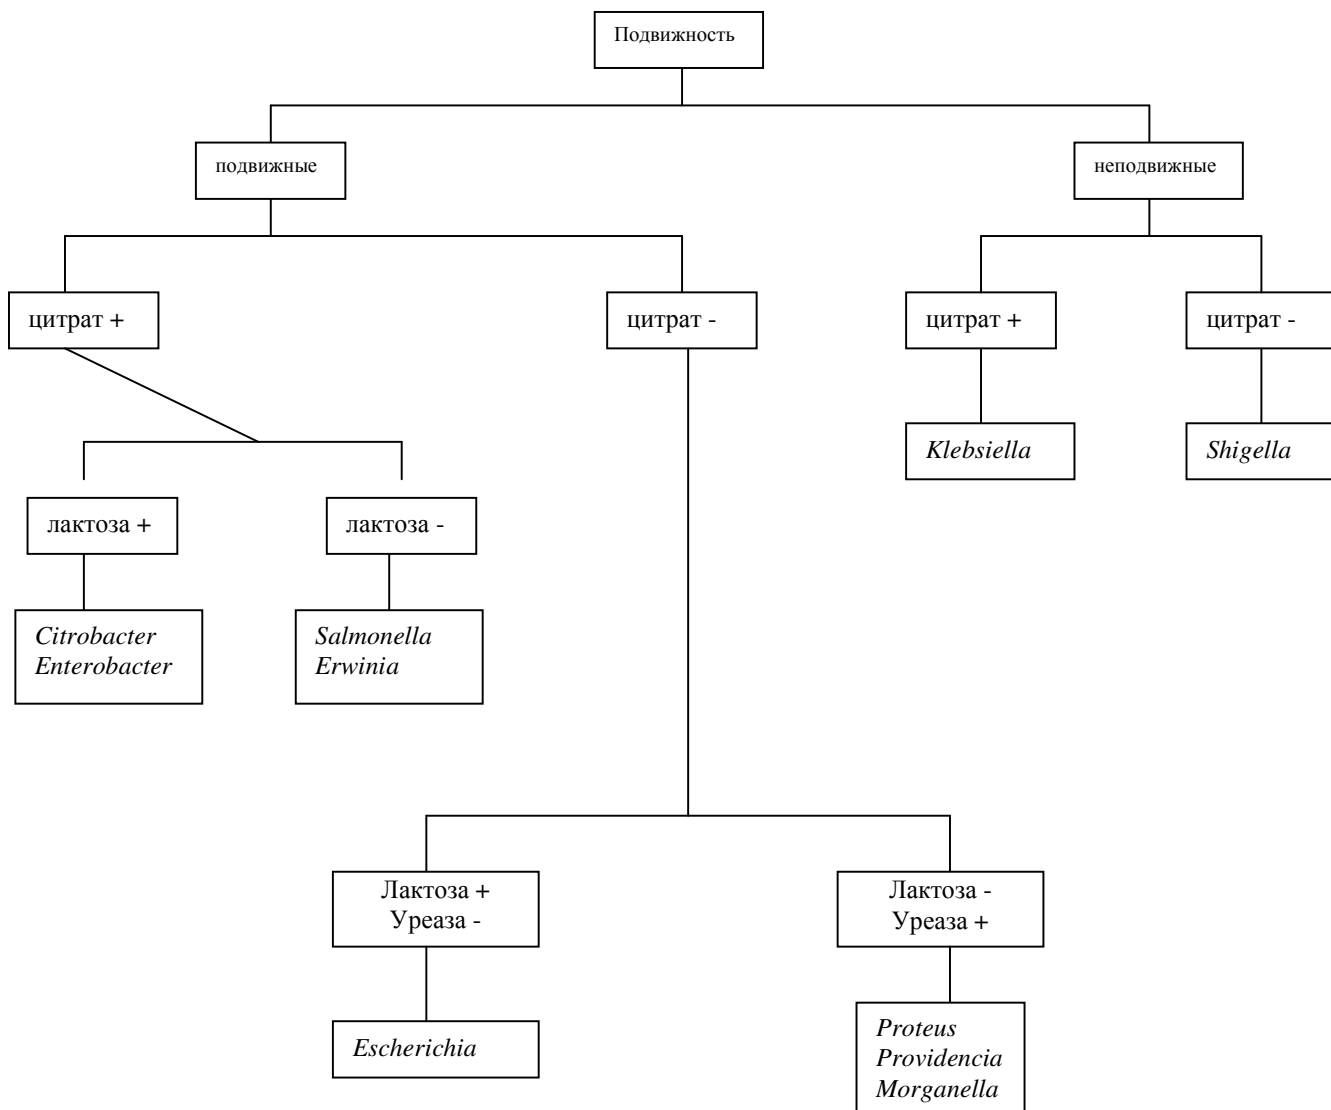 Подвижность
подвижные
неподвижные
цитрат +
цитрат -
цитрат +
цитрат -
Klebsiella
Shigella
лактоза +
лактоза -
Citrobacter
Enterobacter
Salmonella
Erwinia
Лактоза +
Уреаза -
Лактоза -
Уреаза +
Escherichia
Proteus
Providencia
Morganella